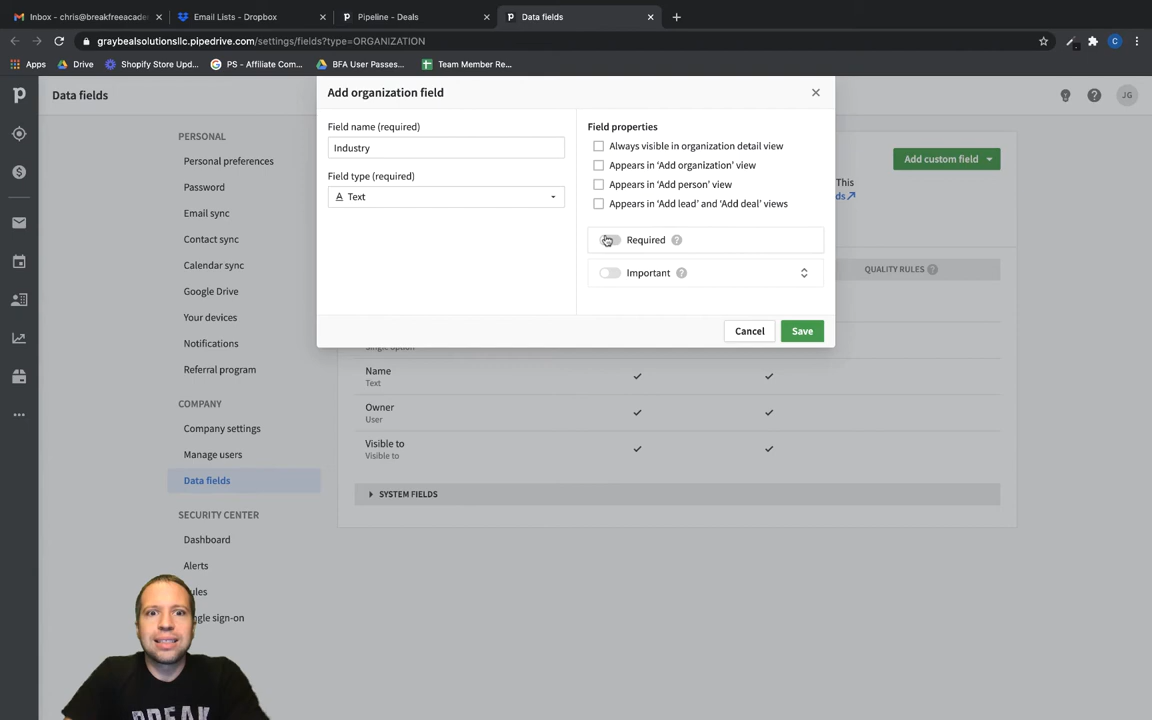 Inbox - chris@breakfreeacade
Email Lists - Dropbox
Pipeline - Deals
Data fields
graybealsolutionsllc.pipedrive.com/settings/fields?type=ORGANIZATION
Apps
Drive
Shopify Store Upd...
PS - Affiliate Com...
BFA User Passes...
Team Member Re...
Data fields
JG
PERSONAL
Personal preferences
Password
Email sync
Contact sync
Calendar sync
Google Drive
Your devices
Notifications
Referral program
COMPANY
Company settings
Manage users
Data fields
SECURITY CENTER
Dashboard
Alerts
ules
ngle sign-on
Add organization field
Field name (required)
Industry
Field type (required)
A Text
Field properties
Always visible in organization detail view
Appears in ‘Add organization’ view
Appears in ‘Add person’ view
Appears in ‘Add lead’ and ‘Add deal’ views
Required
Important
Cancel
Save
Add custom field
This
ds
QUALITY RULES
Single option
Name
Text
Owner
User
Visible to
Visible to
SYSTEM FIELDS
BREAK